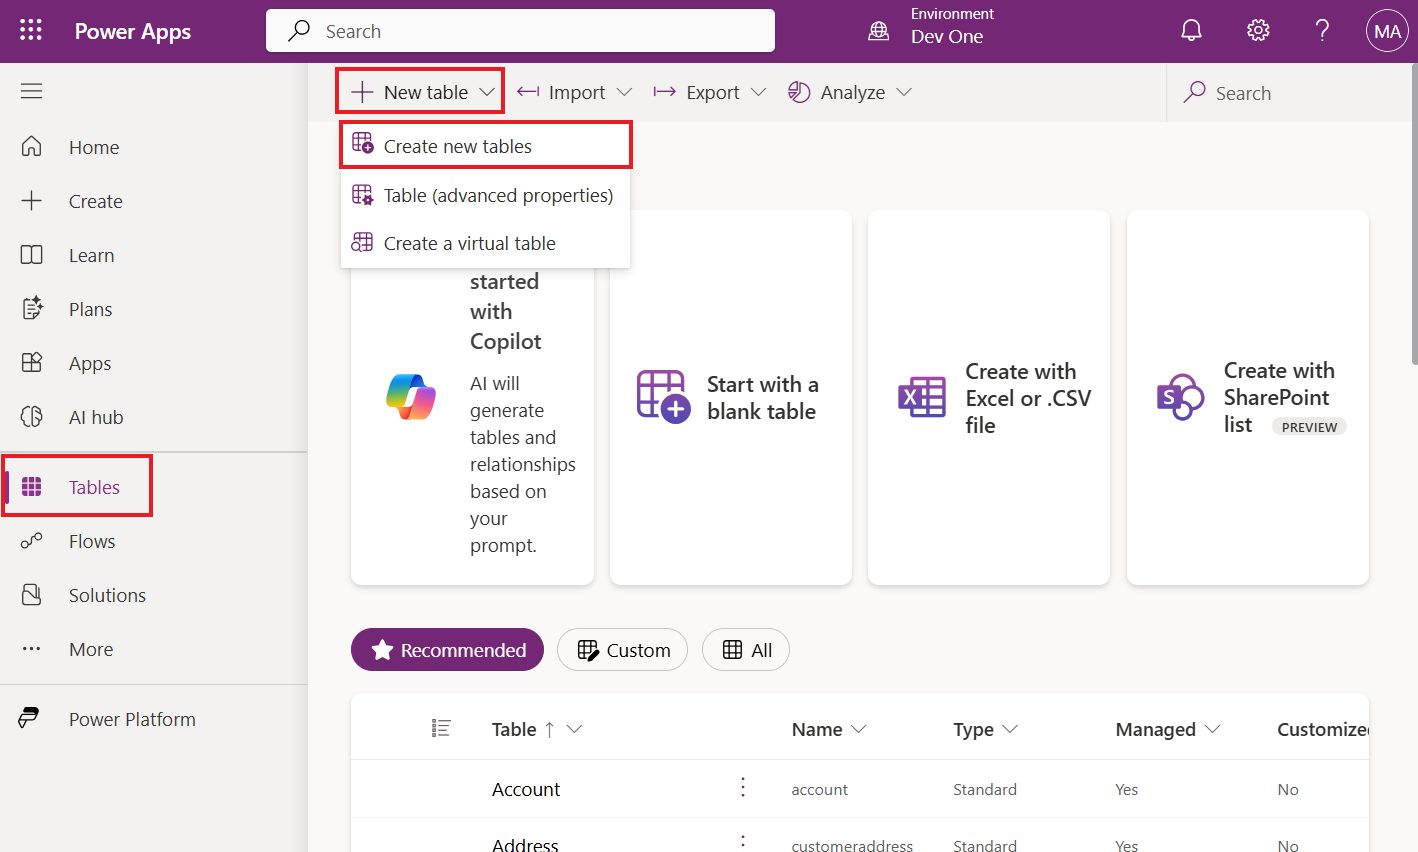 Power Apps
Search
Environment
Dev One
MA
New table
Import
Export
Analyze
Search
Create new tables
Table (advanced properties)
Create a virtual table
Home
Create
Learn
Plans
Apps
AI hub
Tables
Flows
Solutions
More
Power Platform
started
with
Copilot
AI will
generate
tables and
relationships
based on
your
prompt.
Start with a
blank table
Create with
Excel or .CSV
file
Create with
SharePoint
list PREVIEW
Recommended
Custom
All
Table Name Type Managed Customize
Account account Standard Yes No
Address customeraddress Standard Yes No